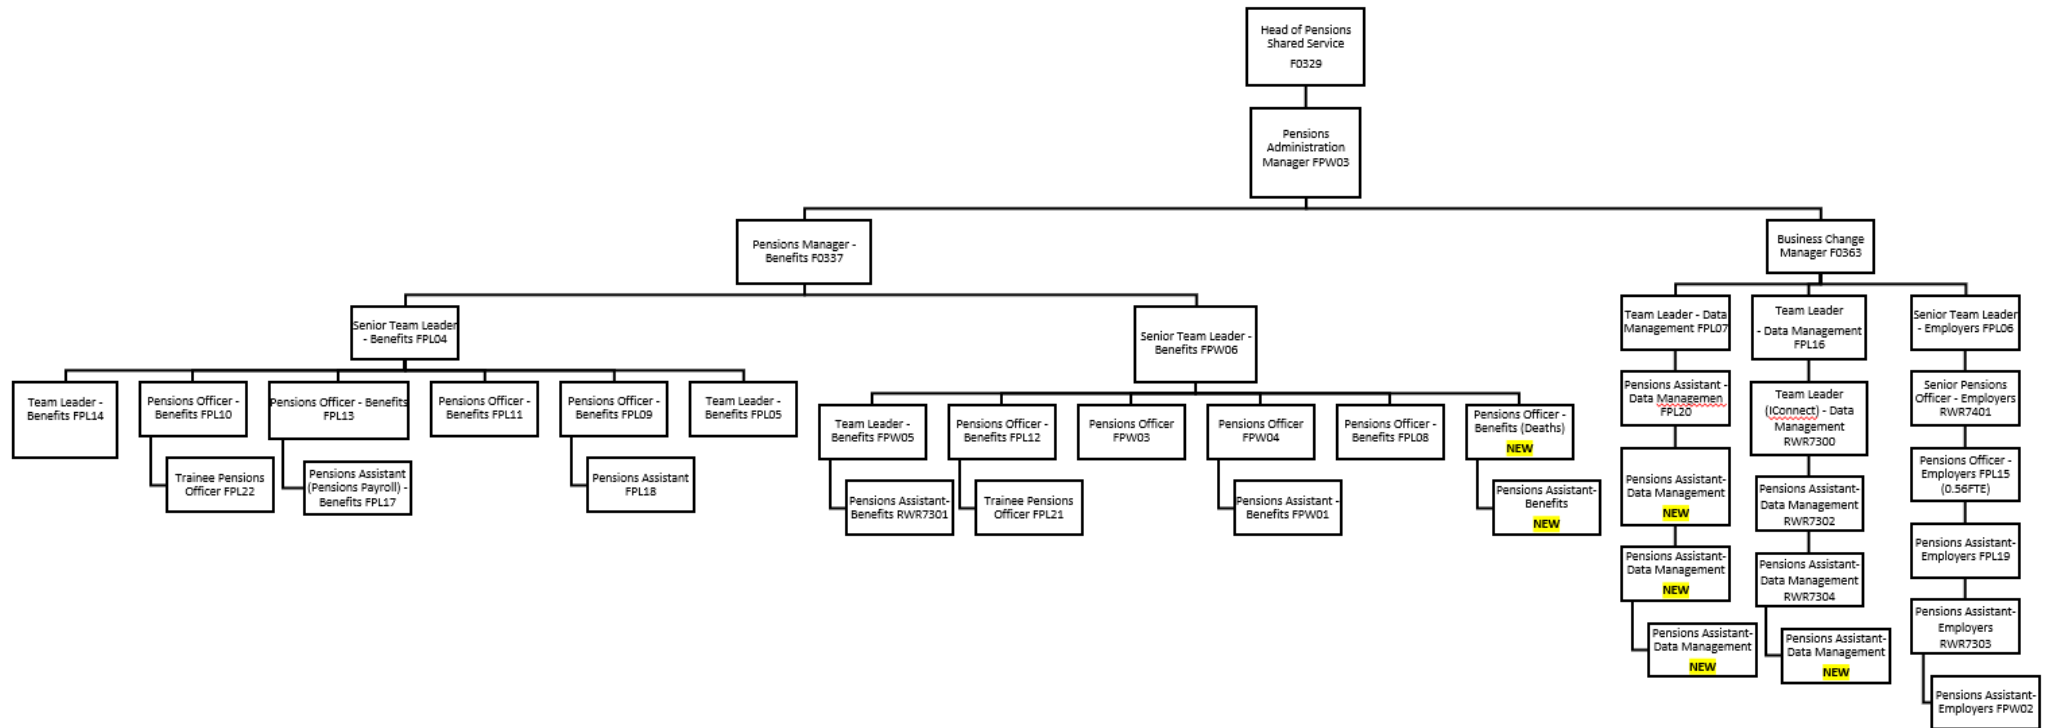 Head of Pensions
Shared Service
F0329
Pensions
Administration
Manager FPW03
Pensions Manager -
Benefits F0337
Business Change
Manager F0363
Senior Team Leader
- Benefits FPL04
Senior Team Leader -
Benefits FPW06
Team Leader - Data
Management FPL07
Team Leader
- Data Management
FPL16
Senior Team Leader
- Employers FPL06
Team Leader -
Benefits FPL14
Pensions Officer -
Benefits FPL10
Pensions Officer - Benefits
FPL13
Pensions Officer -
Benefits FPL11
Pensions Officer -
Benefits FPL09
Team Leader -
Benefits FPL05
Trainee Pensions
Officer FPL22
Pensions Assistant
(Pensions Payroll) -
Benefits FPL17
Pensions Assistant
FPL18
Team Leader -
Benefits FPW05
Pensions Officer -
Benefits FPL12
Pensions Officer
FPW03
Pensions Officer
FPW04
Pensions Officer -
Benefits FPL08
Pensions Officer -
Benefits (Deaths)
NEW
Pensions Assistant-
Benefits RWR7301
Trainee Pensions
Officer FPL21
Pensions Assistant -
Benefits FPW01
Pensions Assistant-
Benefits
NEW
Pensions Assistant -
Data Managemen
FPL20
Pensions Assistant-
Data Management
NEW
Pensions Assistant-
Data Management
NEW
Pensions Assistant-
Data Management
NEW
Team Leader
(IConnect) - Data
Management
RWR7300
Pensions Assistant-
Data Management
RWR7302
Pensions Assistant-
Data Management
RWR7304
Pensions Assistant-
Data Management
NEW
Senior Pensions
Officer - Employers
RWR7401
Pensions Officer -
Employers FPL15
(0.56FTE)
Pensions Assistant-
Employers FPL19
Pensions Assistant-
Employers
RWR7303
Pensions Assistant-
Employers FPW02